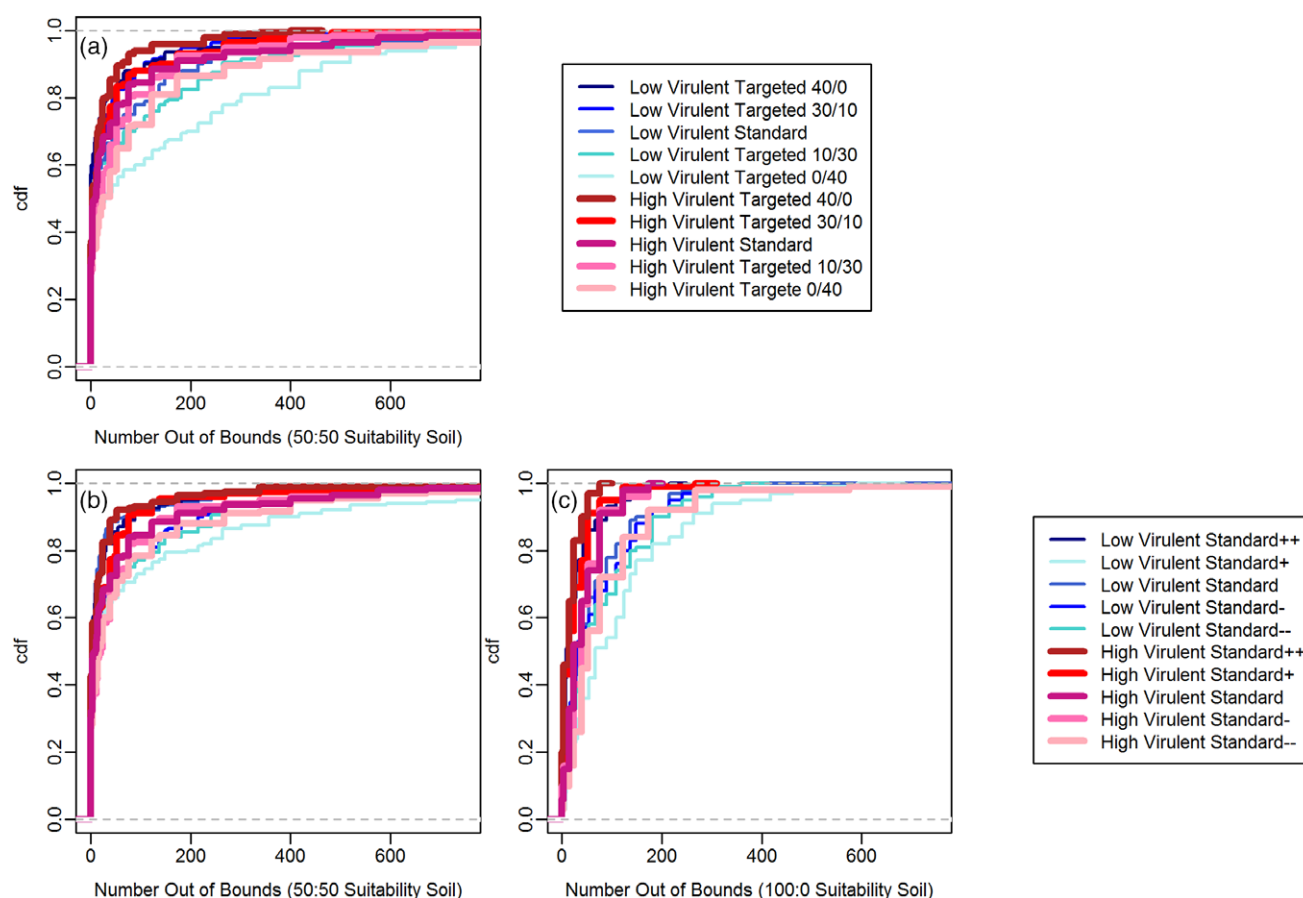 (a)
cdf
0.0 0.2 0.4 0.6 0.8 1.0
0 200 400 600
Number Out of Bounds (50:50 Suitability Soil)
Low Virulent Targeted 40/0
Low Virulent Targeted 30/10
Low Virulent Standard
Low Virulent Targeted 10/30
Low Virulent Targeted 0/40
High Virulent Targeted 40/0
High Virulent Targeted 30/10
High Virulent Standard
High Virulent Targeted 10/30
High Virulent Targete 0/40
(b)
cdf
0.0 0.2 0.4 0.6 0.8 1.0
0 200 400 600
Number Out of Bounds (50:50 Suitability Soil)
(c)
cdf
0.0 0.2 0.4 0.6 0.8 1.0
0 200 400 600
Number Out of Bounds (100:0 Suitability Soil)
Low Virulent Standard++
Low Virulent Standard+
Low Virulent Standard
Low Virulent Standard-
Low Virulent Standard--
High Virulent Standard++
High Virulent Standard+
High Virulent Standard
High Virulent Standard-
High Virulent Standard--